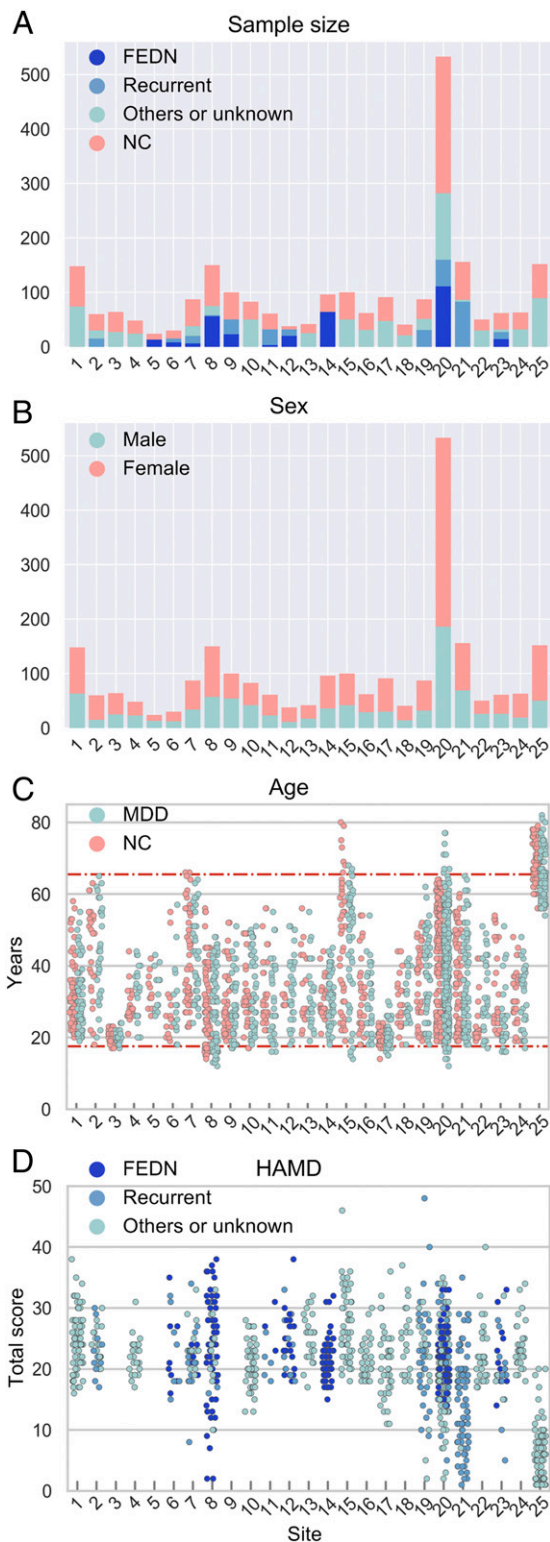 A
Sample size
FEDN
Recurrent
Others or unknown
NC
500
400
300
200
100
0
1 2 3 4 5 6 7 8 9 10 11 12 13 14 15 16 17 18 19 20 21 22 23 24 25
B
Sex
Male
Female
500
400
300
200
100
0
1 2 3 4 5 6 7 8 9 10 11 12 13 14 15 16 17 18 19 20 21 22 23 24 25
C
Age
MDD
NC
Years
80
60
40
20
0
1 2 3 4 5 6 7 8 9 10 11 12 13 14 15 16 17 18 19 20 21 22 23 24 25
D
HAMD
FEDN
Recurrent
Others or unknown
Total score
50
40
30
20
10
0
1 2 3 4 5 6 7 8 9 10 11 12 13 14 15 16 17 18 19 20 21 22 23 24 25
Site